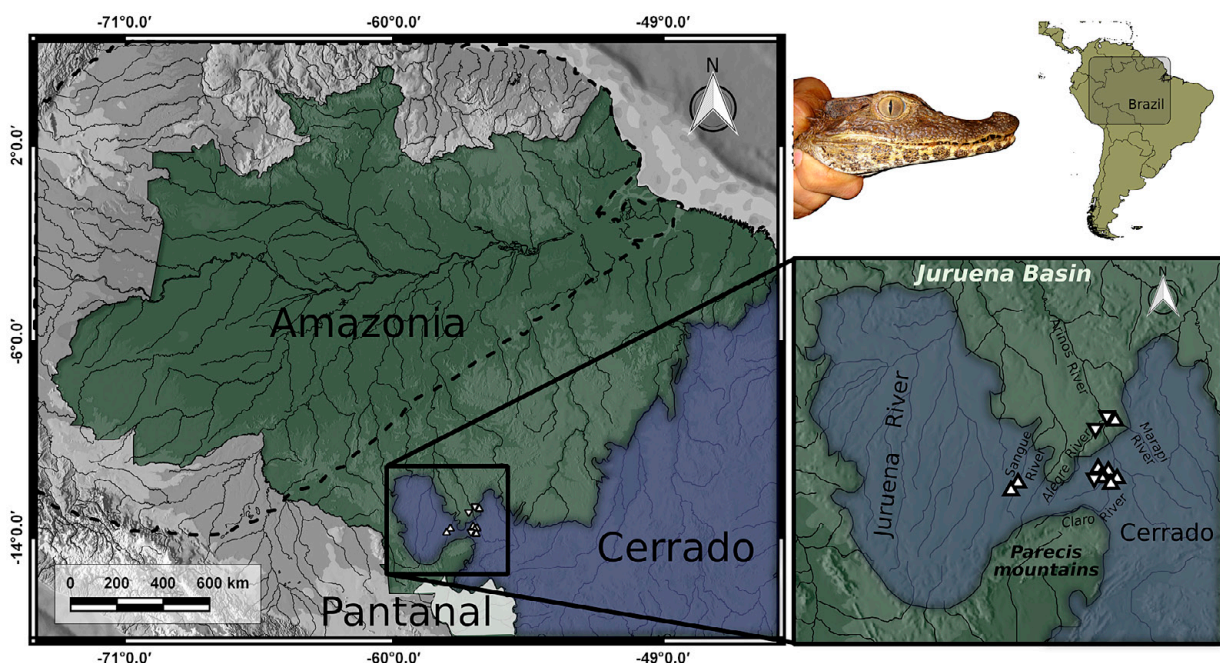 -71°0.0'
-60°0.0'
-49°0.0'
2°0.0'
-6°0.0'
-14°0.0'
N
Amazonia
Cerrado
Pantanal
0 200 400 600 km
-71°0.0'
-60°0.0'
-49°0.0'
Brazil
Juruena Basin
N
Arinos River
Juruena River
Sangue
River
Alegre River
Marapi
River
Claro River
Cerrado
Parecis
mountains